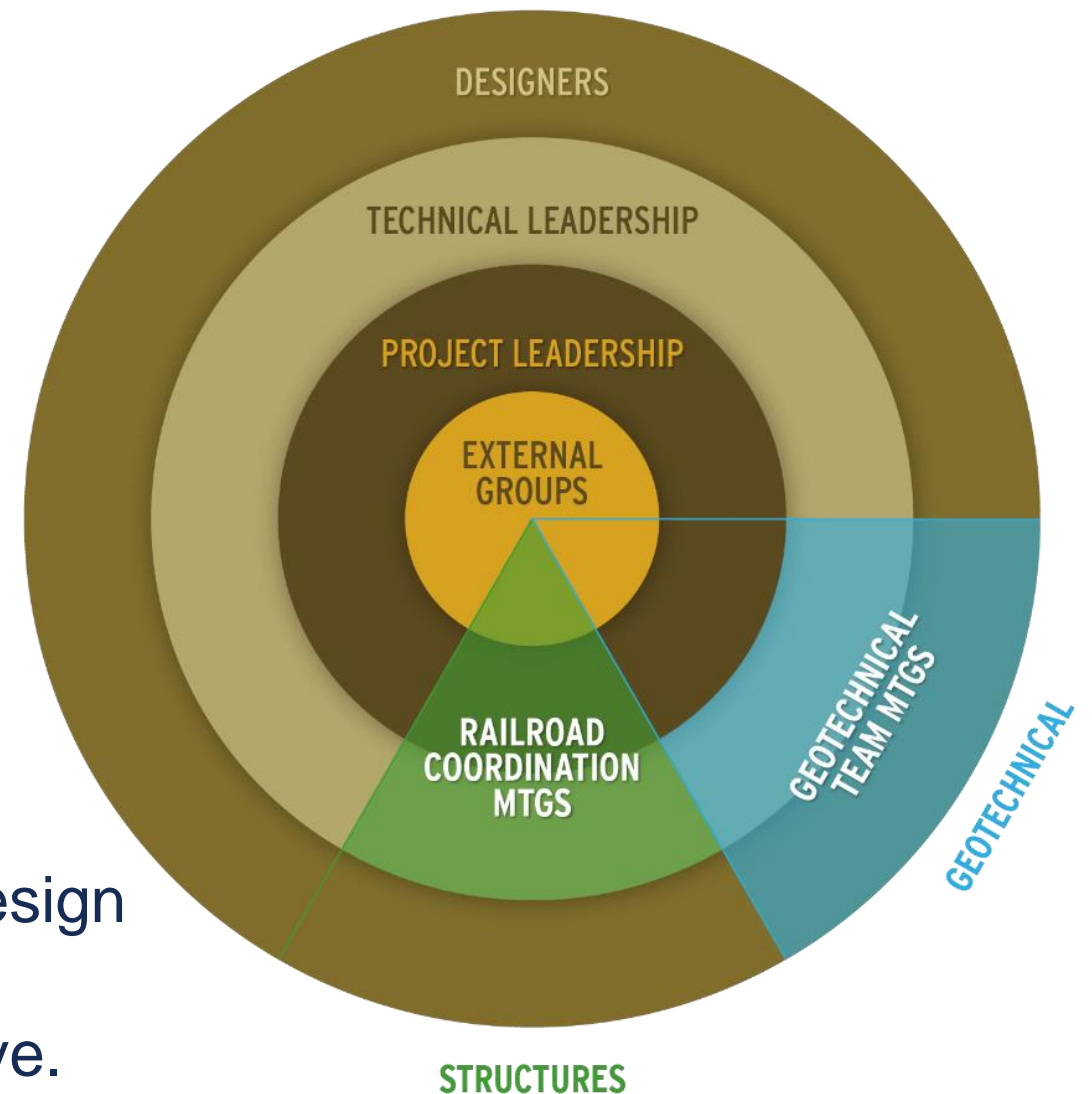 DESIGNERS
TECHNICAL LEADERSHIP
PROJECT LEADERSHIP
EXTERNAL
GROUPS
RAILROAD
COORDINATION
MTGS
GEOTECHNICAL
TEAM MTGS
GEOTECHNICAL
esign
ve.
STRUCTURES